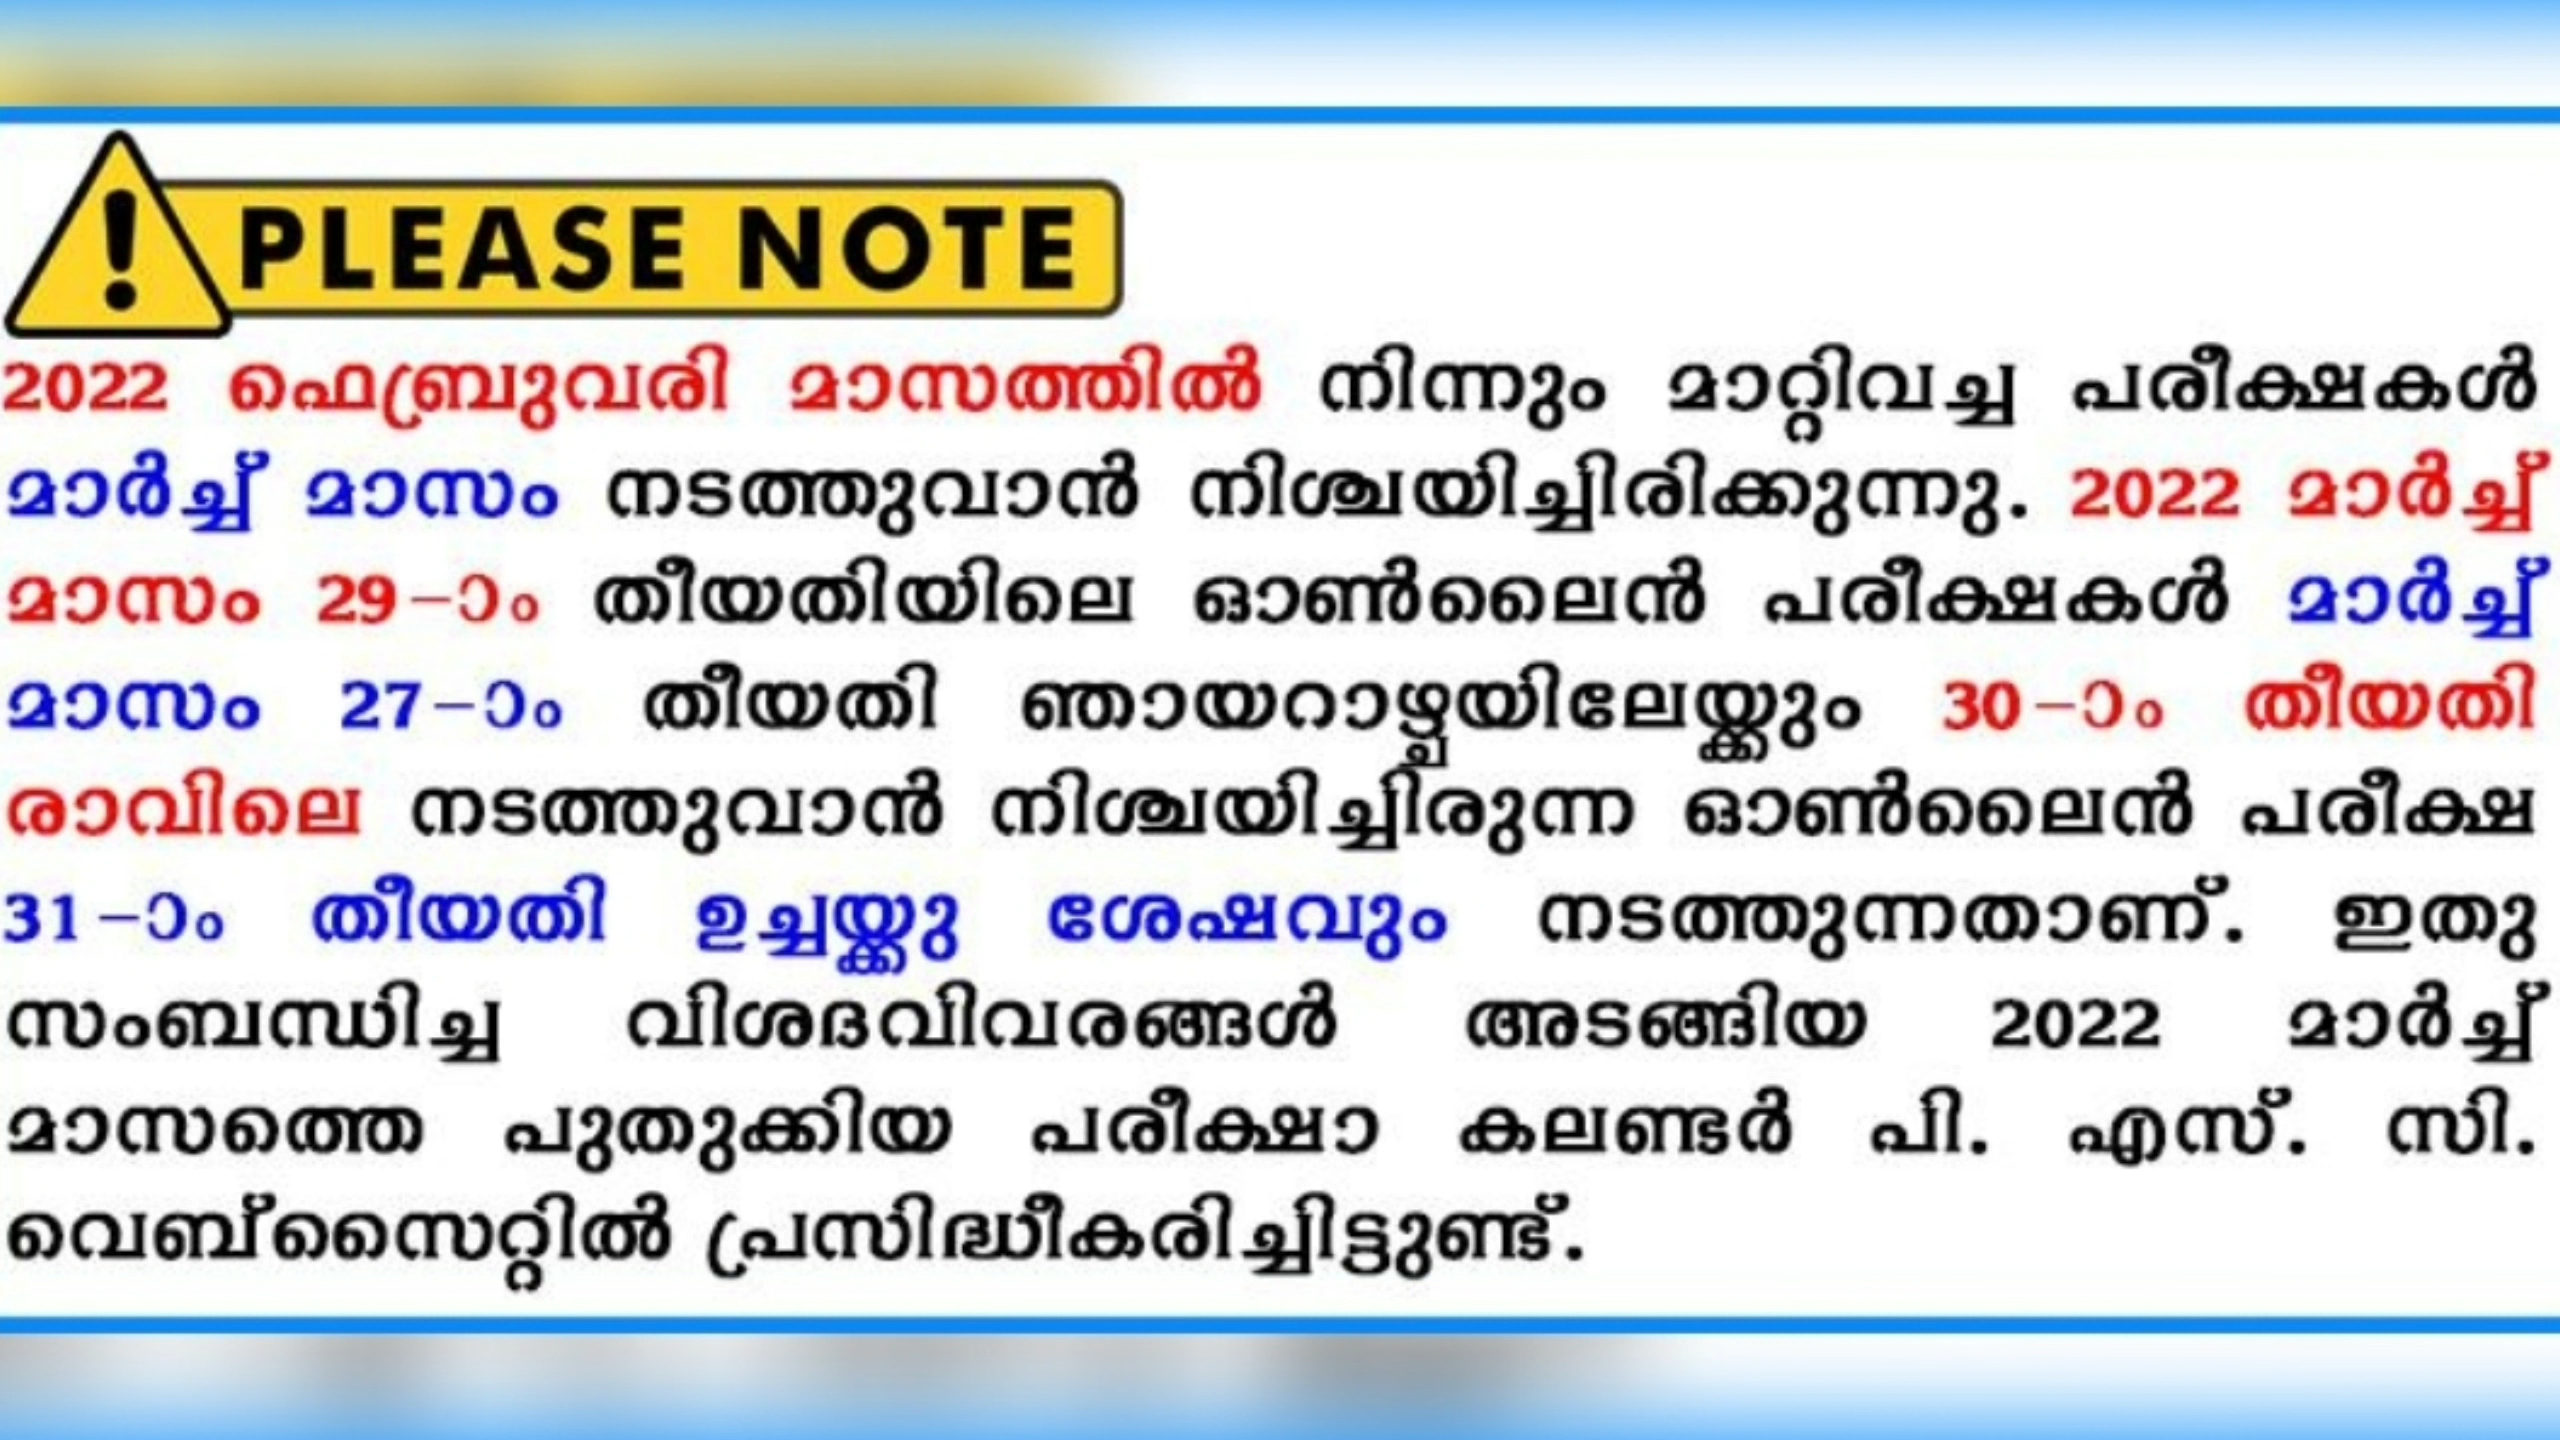 PLEASE NOTE
2022 ഫെബ്രുവരി മാസത്തിൽ നിന്നും മാറ്റിവച്ച പരീക്ഷകൾ
മാർച്ച് മാസം നടത്തുവാൻ നിശ്ചയിച്ചിരിക്കുന്നു. 2022 മാർച്ച്
മാസം 29-ാം തീയതിയിലെ ഓൺലൈൻ പരീക്ഷകൾ മാർച്ച്
മാസം 27-ാം തീയതി ഞായറാഴ്ചയിലേയ്ക്കും 30-ാം തീയതി
രാവിലെ നടത്തുവാൻ നിശ്ചയിച്ചിരുന്ന ഓൺലൈൻ പരീക്ഷ
31-ാം തീയതി ഉച്ചയ്ക്കു ശേഷവും നടത്തുന്നതാണ്. ഇതു
സംബന്ധിച്ച വിശദവിവരങ്ങൾ അടങ്ങിയ 2022 മാർച്ച്
മാസത്തെ പുതുക്കിയ പരീക്ഷാ കലണ്ടർ പി. എസ്. സി.
വെബ്സൈറ്റിൽ പ്രസിദ്ധീകരിച്ചിട്ടുണ്ട്.